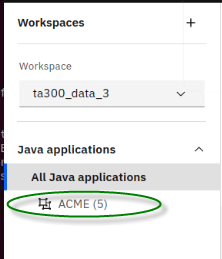 Workspaces +
Workspace
ta300_data_3
Java applications
All Java applications
ACME (5)